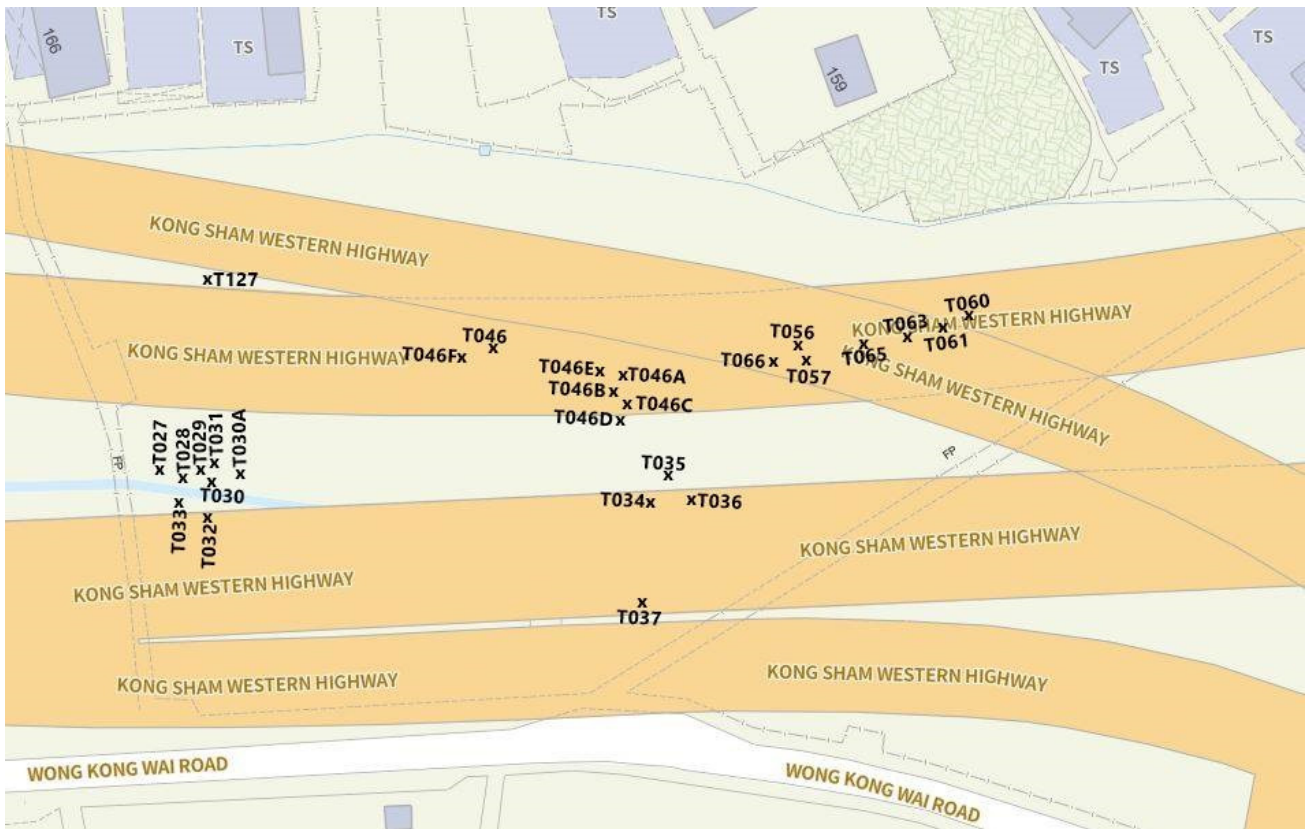 TS
166
TS
TS
TS
159
KONG SHAM WESTERN HIGHWAY
xT127
T060
x
KONG SHAM WESTERN HIGHWAY
T063
x
x
T061
T046
x
T046Fx
KONG SHAM WESTERN HIGHWAY
T056
x
T066x
x
T057
x
T065
KONG SHAM WESTERN HIGHWAY
T046Ex
xT046A
T046Bx
xT046C
T046Dx
xT027
xT028
xT029
xT031
xT030A
x
T030
T033x
T032x
FP
FP
T035
x
T034x
xT036
KONG SHAM WESTERN HIGHWAY
KONG SHAM WESTERN HIGHWAY
x
T037
KONG SHAM WESTERN HIGHWAY
KONG SHAM WESTERN HIGHWAY
WONG KONG WAI ROAD
WONG KONG WAI ROAD